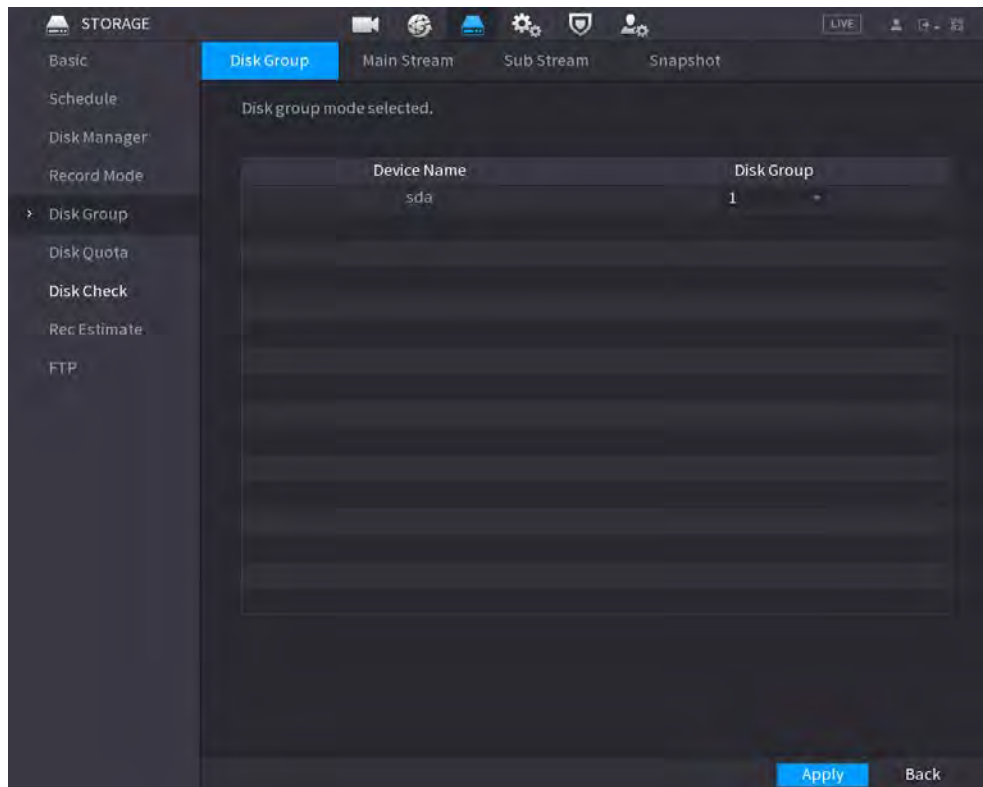 STORAGE
LIVE
Basic
Disk Group Main Stream Sub Stream Snapshot
Schedule
Disk group mode selected.
Disk Manager
Record Mode
Device Name Disk Group
sda 1
Disk Group
Disk Quota
Disk Check
Rec Estimate
FTP
Apply Back